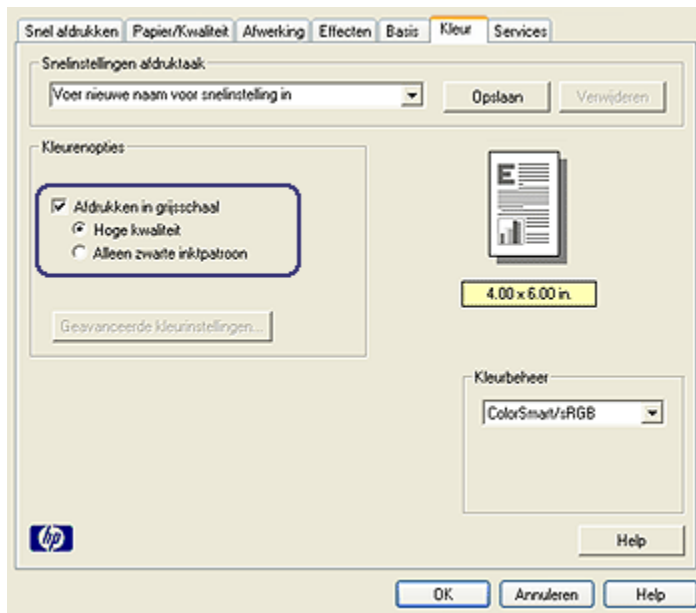 Snel afdrukken Papier/Kwaliteit Afwerking Effecten Basis Kleur Services
Snelinstellingen afdruktaak
Voer nieuwe naam voor snelinstelling in Opslaan Verwijderen
Kleurenopties
Afdrukken in grijsschaal
Hoge kwaliteit
Alleen zwarte inktpatroon
Geavanceerde kleurinstellingen...
E
4.00 x 6.00 in.
Kleurbeheer
ColorSmart/sRGB
hp
Help
OK Annuleren Help